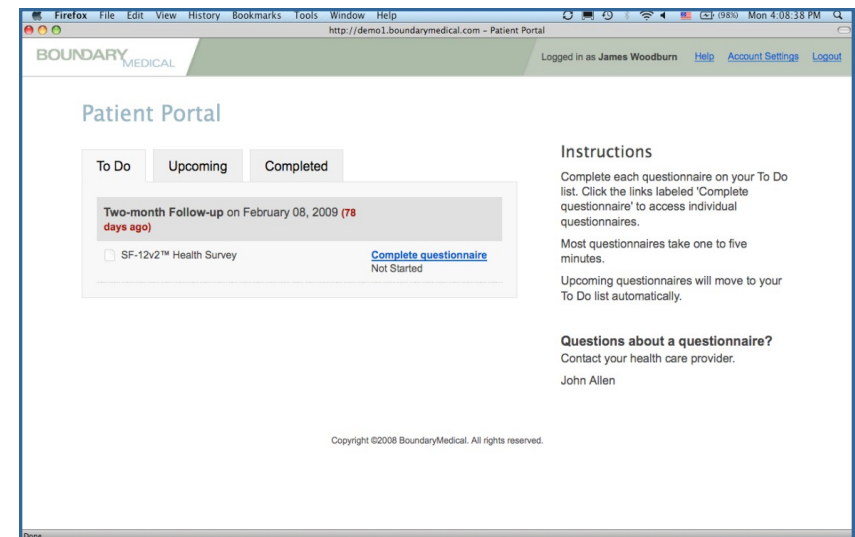 Firefox File Edit View History Bookmarks Tools Window Help (98%) Mon 4:08:38 PM
http://demo1.boundarymedical.com – Patient Portal
BOUNDARY MEDICAL
Logged in as James Woodburn Help Account Settings Logout
Patient Portal
To Do Upcoming Completed
Two-month Follow-up on February 08, 2009 (78
days ago)
SF-12v2™ Health Survey Complete questionnaire
Not Started
Instructions
Complete each questionnaire on your To Do
list. Click the links labeled 'Complete
questionnaire' to access individual
questionnaires.
Most questionnaires take one to five
minutes.
Upcoming questionnaires will move to your
To Do list automatically.
Questions about a questionnaire?
Contact your health care provider.
John Allen
Copyright ©2008 BoundaryMedical. All rights reserved.
Done